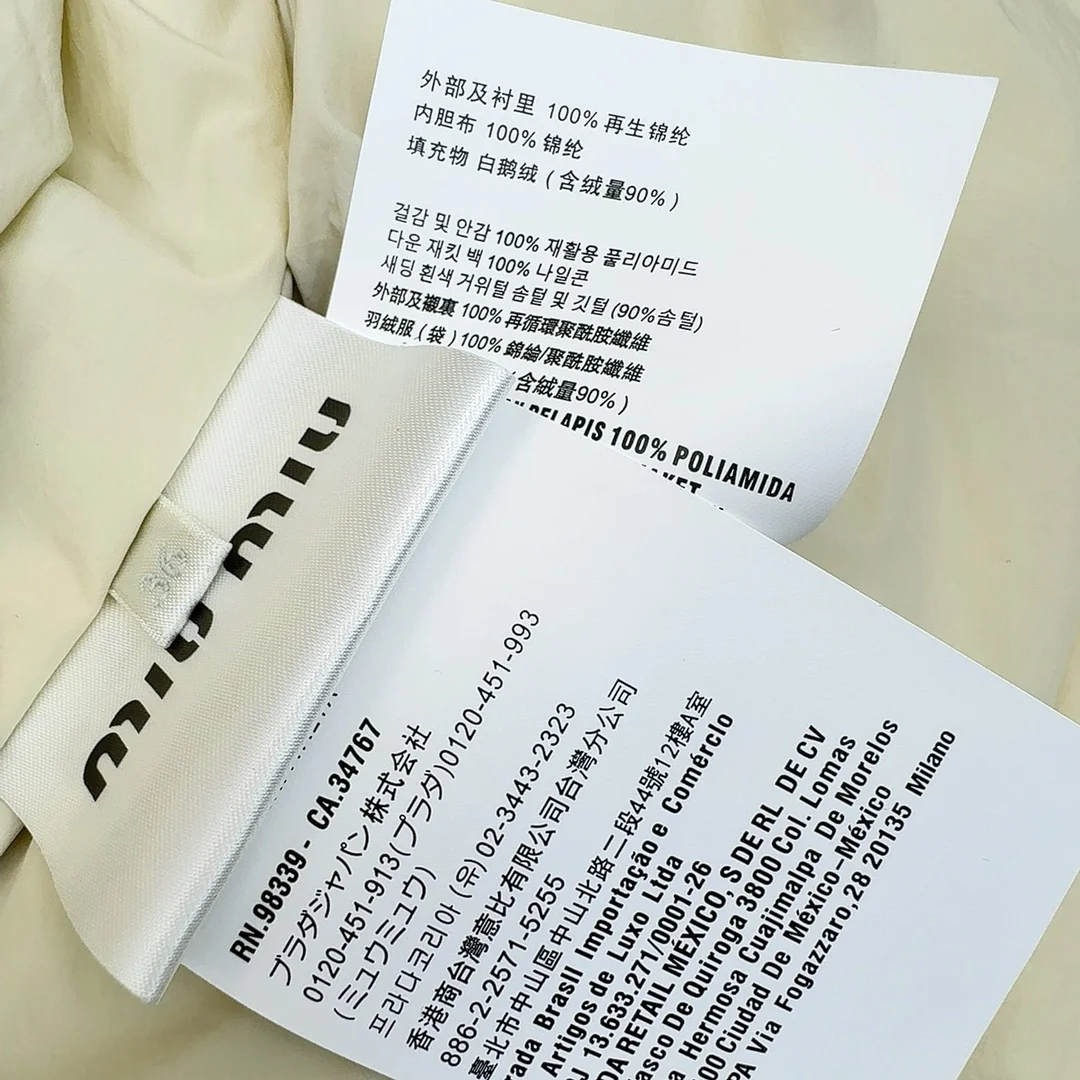 外部及衬里 100% 再生锦纶
内胆布 100% 锦纶
填充物 白鹅绒 (含绒量90%)
걸감 및 안감 100% 재활용 폴리아미드
다운 재킷 백 100% 나일론
새딩 흰색 거위털 솜털 및 깃털 (90%솜털)
外部及襯裏 100% 再循環聚酰胺纖維
羽絨服 (袋) 100% 錦綸/聚酰胺纖維
(含絨量90%)
PELAPIS 100% POLIAMIDA
miu miu
36
RN.98339 - CA.34767
プラダジャパン株式会社
0120-451-913(プラダ)0120-451-993
(ミュウミュウ)
프라다코리아 (유) 02-3443-2323
香港商台灣意比有限公司台灣分公司
886-2-2571-5255
臺北市中山區中山北路二段44號12樓A室
Brasil Importação e Comércio
Artigos de Luxo Ltda
13.633.271/0001-26
RETAIL MÉXICO, S DE RL DE CV
De Quiroga 3800 Col. Lomas
Hermosa Cuajimalpa De Morelos
Ciudad De México-México
Via Fogazzaro,28 20135 Milano